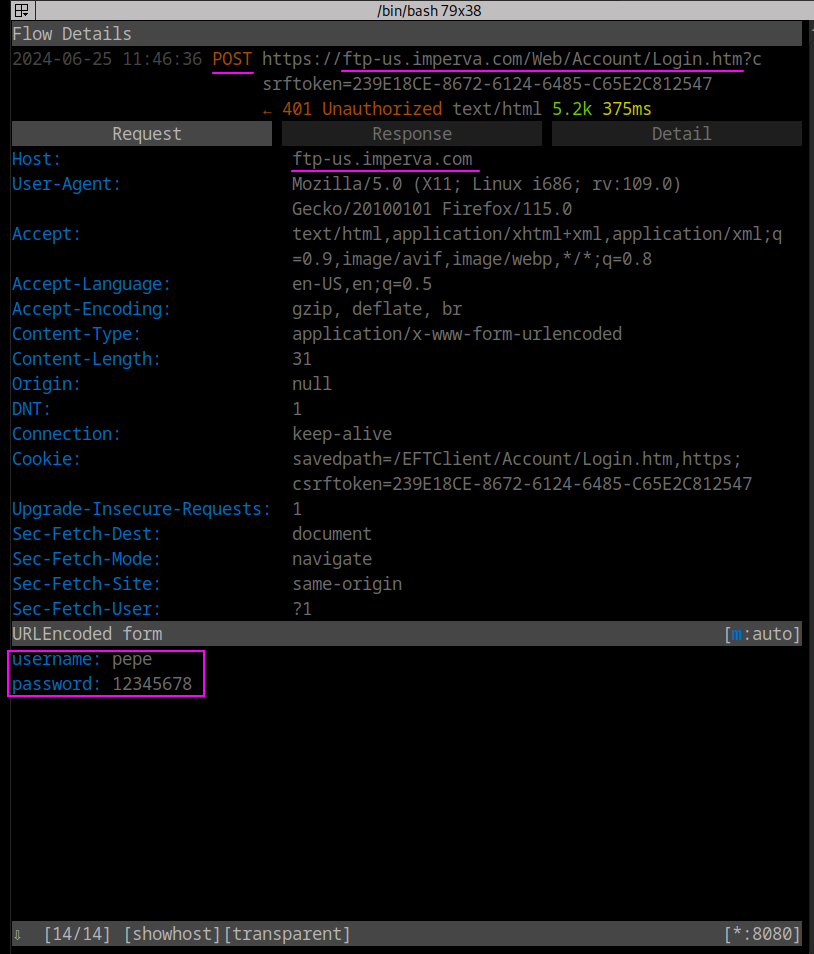 /bin/bash 79x38
Flow Details
2024-06-25 11:46:36 POST https://ftp-us.imperva.com/Web/Account/Login.htm?c
srftoken=239E18CE-8672-6124-6485-C65E2C812547
← 401 Unauthorized text/html 5.2k 375ms
Request Response Detail
Host: ftp-us.imperva.com
User-Agent: Mozilla/5.0 (X11; Linux i686; rv:109.0)
Gecko/20100101 Firefox/115.0
Accept: text/html,application/xhtml+xml,application/xml;q
=0.9,image/avif,image/webp,*/*;q=0.8
Accept-Language: en-US,en;q=0.5
Accept-Encoding: gzip, deflate, br
Content-Type: application/x-www-form-urlencoded
Content-Length: 31
Origin: null
DNT: 1
Connection: keep-alive
Cookie: savedpath=/EFTClient/Account/Login.htm,https;
csrftoken=239E18CE-8672-6124-6485-C65E2C812547
Upgrade-Insecure-Requests: 1
Sec-Fetch-Dest: document
Sec-Fetch-Mode: navigate
Sec-Fetch-Site: same-origin
Sec-Fetch-User: ?1
URLEncoded form [m:auto]
username: pepe
password: 12345678
⇩ [14/14] [showhost][transparent] [*:8080]